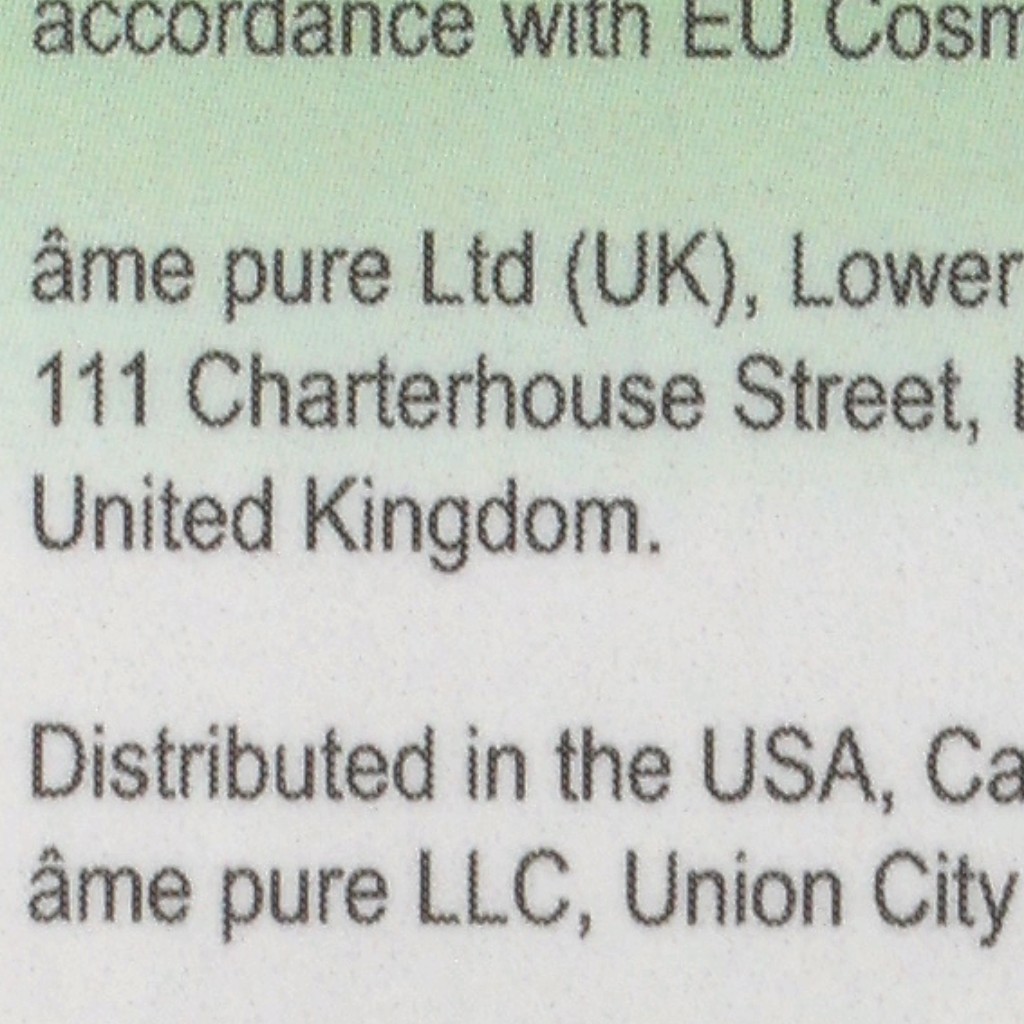 accordance with EU Cosm
âme pure Ltd (UK), Lower
111 Charterhouse Street,
United Kingdom.
Distributed in the USA, Ca
âme pure LLC, Union City